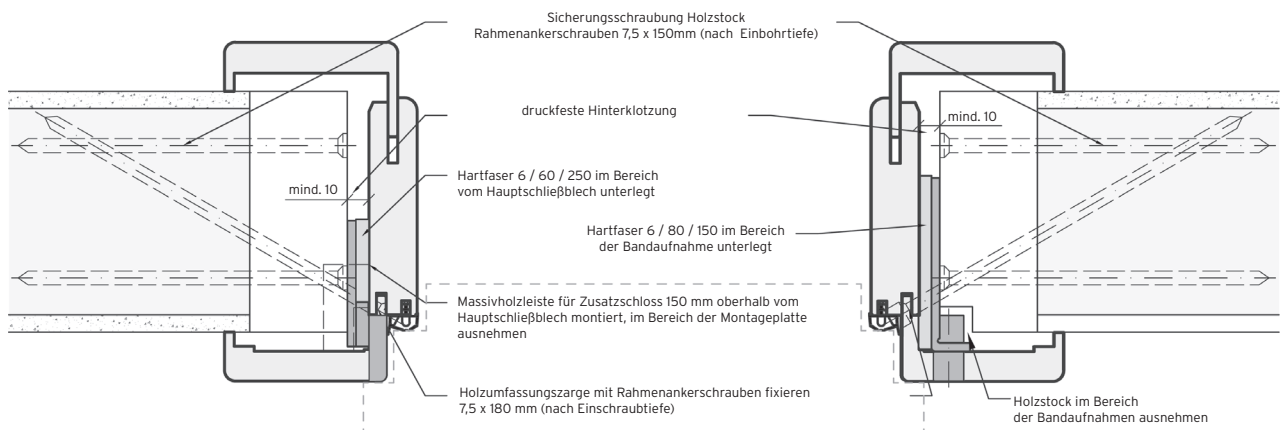 Sicherungsschraubung Holzstock
Rahmenankerschrauben 7,5 x 150mm (nach Einbohrtiefe)
druckfeste Hinterklotzung
mind. 10
mind. 10
Hartfaser 6 / 60 / 250 im Bereich
vom Hauptschließblech unterlegt
Hartfaser 6 / 80 / 150 im Bereich
der Bandaufnahme unterlegt
Massivholzleiste für Zusatzschloss 150 mm oberhalb vom
Hauptschließblech montiert, im Bereich der Montageplatte
ausnehmen
Holzumfassungszarge mit Rahmenankerschrauben fixieren
7,5 x 180 mm (nach Einschraubtiefe)
Holzstock im Bereich
der Bandaufnahmen ausnehmen